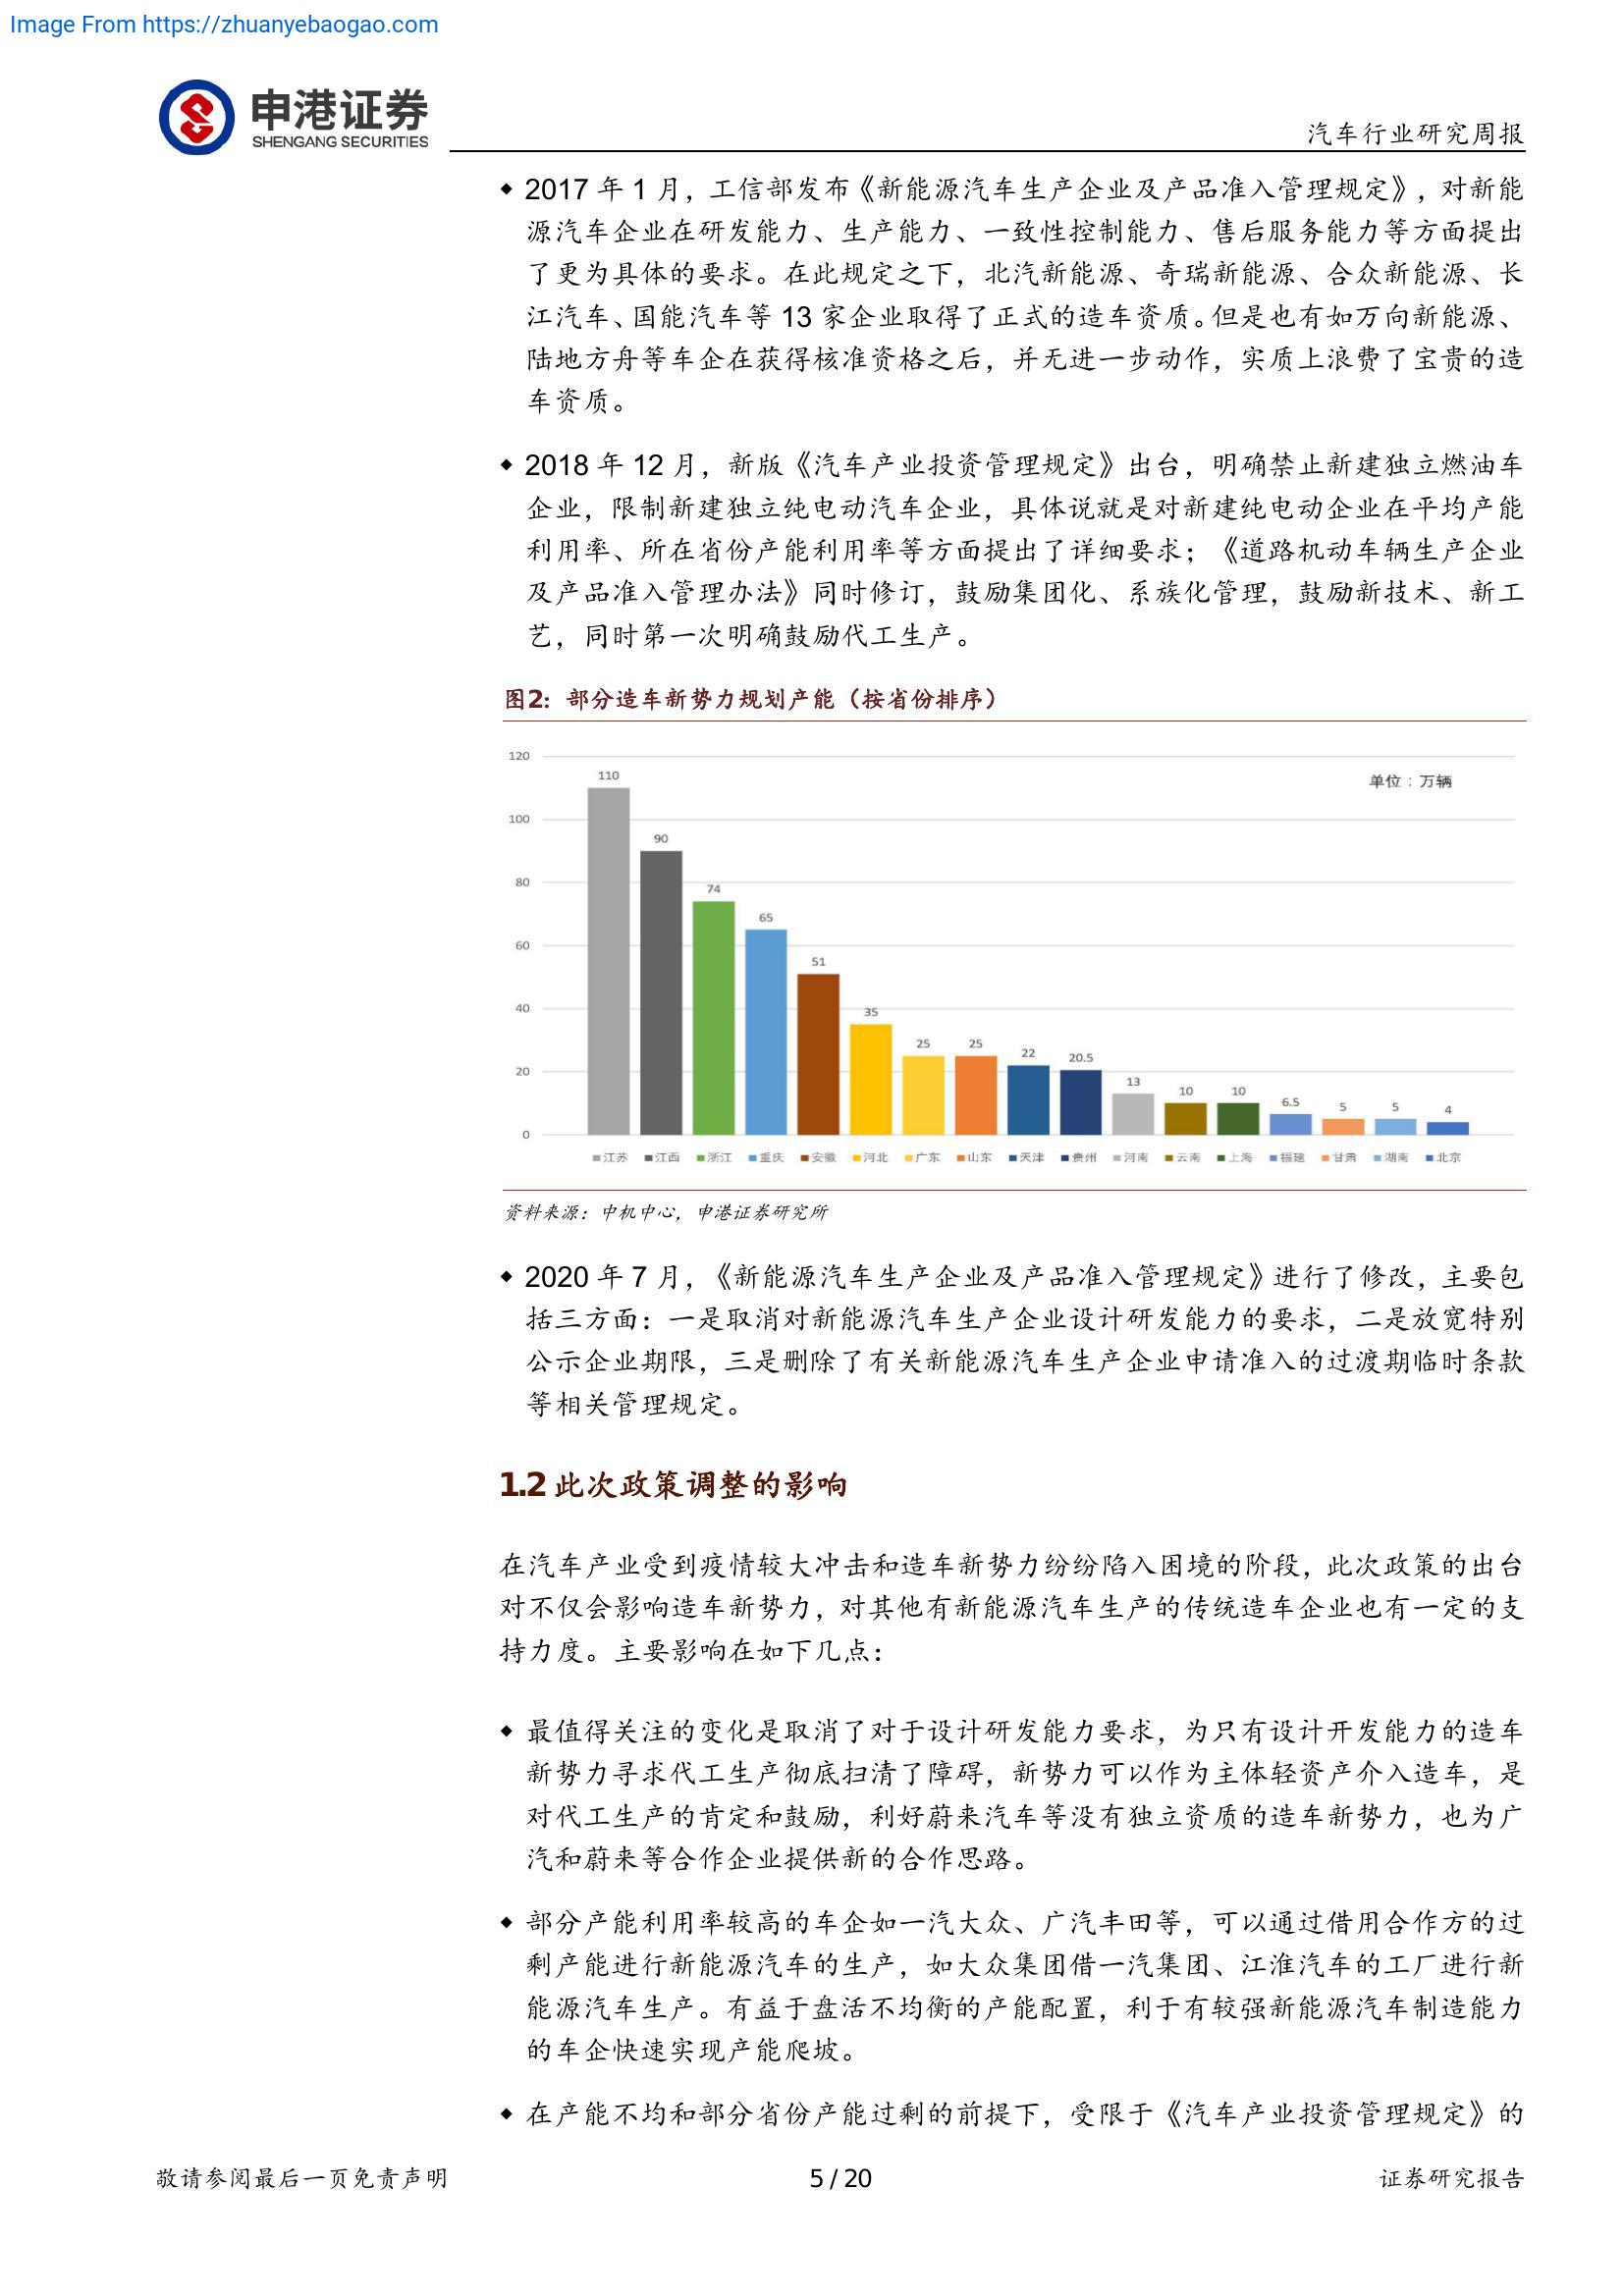 Image From https://zhuanyebaogao.com
申港证券
SHENGANG SECURITIES
汽车行业研究周报
◆ 2017 年 1 月，工信部发布《新能源汽车生产企业及产品准入管理规定》，对新能
源汽车企业在研发能力、生产能力、一致性控制能力、售后服务能力等方面提出
了更为具体的要求。在此规定之下，北汽新能源、奇瑞新能源、合众新能源、长
江汽车、国能汽车等 13 家企业取得了正式的造车资质。但是也有如万向新能源、
陆地方舟等车企在获得核准资格之后，并无进一步动作，实质上浪费了宝贵的造
车资质。
◆ 2018 年 12 月，新版《汽车产业投资管理规定》出台，明确禁止新建独立燃油车
企业，限制新建独立纯电动汽车企业，具体说就是对新建纯电动企业在平均产能
利用率、所在省份产能利用率等方面提出了详细要求；《道路机动车辆生产企业
及产品准入管理办法》同时修订，鼓励集团化、系族化管理，鼓励新技术、新工
艺，同时第一次明确鼓励代工生产。
图2：部分造车新势力规划产能（按省份排序）
单位：万辆
120
100
80
60
40
20
0
110
90
74
65
51
35
25
25
22
20.5
13
10
10
6.5
5
5
4
江苏 江西 浙江 重庆 安徽 河北 广东 山东 天津 贵州 河南 云南 上海 福建 甘肃 湖南 北京
资料来源：中机中心，申港证券研究所
◆ 2020 年 7 月，《新能源汽车生产企业及产品准入管理规定》进行了修改，主要包
括三方面：一是取消对新能源汽车生产企业设计研发能力的要求，二是放宽特别
公示企业期限，三是删除了有关新能源汽车生产企业申请准入的过渡期临时条款
等相关管理规定。
1.2 此次政策调整的影响
在汽车产业受到疫情较大冲击和造车新势力纷纷陷入困境的阶段，此次政策的出台
对不仅会影响造车新势力，对其他有新能源汽车生产的传统造车企业也有一定的支
持力度。主要影响在如下几点：
◆ 最值得关注的变化是取消了对于设计研发能力要求，为只有设计开发能力的造车
新势力寻求代工生产彻底扫清了障碍，新势力可以作为主体轻资产介入造车，是
对代工生产的肯定和鼓励，利好蔚来汽车等没有独立资质的造车新势力，也为广
汽和蔚来等合作企业提供新的合作思路。
◆ 部分产能利用率较高的车企如一汽大众、广汽丰田等，可以通过借用合作方的过
剩产能进行新能源汽车的生产，如大众集团借一汽集团、江淮汽车的工厂进行新
能源汽车生产。有益于盘活不均衡的产能配置，利于有较强新能源汽车制造能力
的车企快速实现产能爬坡。
◆ 在产能不均和部分省份产能过剩的前提下，受限于《汽车产业投资管理规定》的
敬请参阅最后一页免责声明
5 / 20
证券研究报告